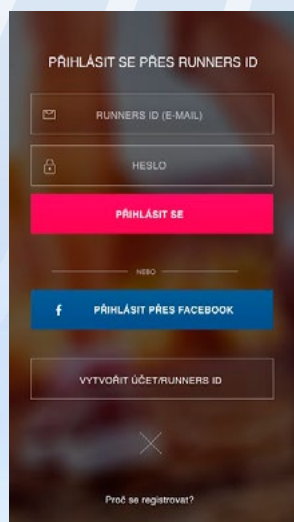 PŘIHLÁSIT SE PŘES RUNNERS ID
RUNNERS ID (E-MAIL)
HESLO
PŘIHLÁSIT SE
NEBO
f PŘIHLÁSIT PŘES FACEBOOK
VYTVOŘIT ÚČET/RUNNERS ID
Proč se registrovat?